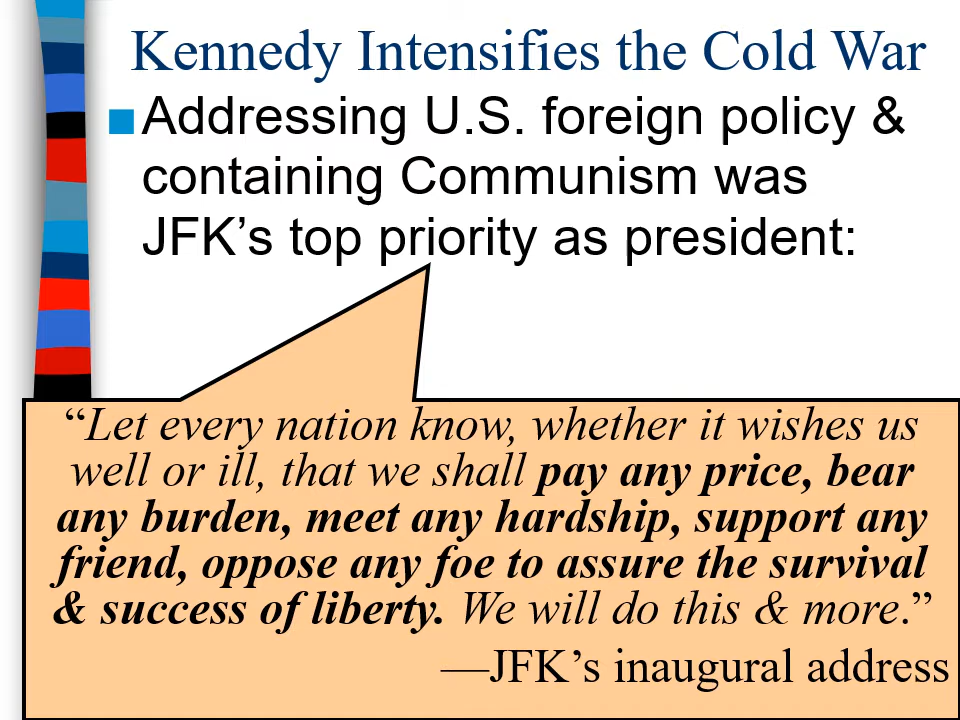 Kennedy Intensifies the Cold War
■Addressing U.S. foreign policy &
containing Communism was
JFK’s top priority as president:
“Let every nation know, whether it wishes us
well or ill, that we shall pay any price, bear
any burden, meet any hardship, support any
friend, oppose any foe to assure the survival
& success of liberty. We will do this & more.”
—JFK’s inaugural address